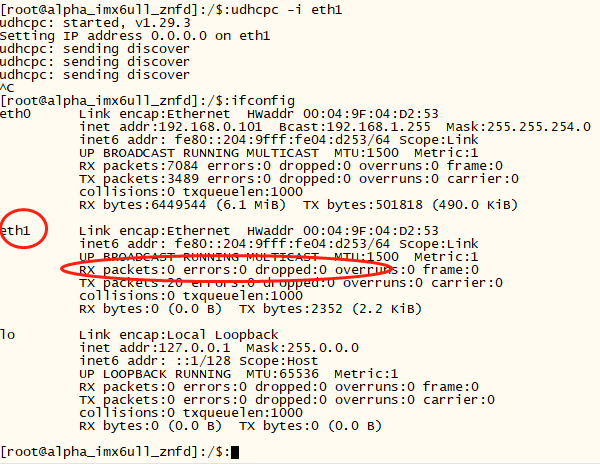 [root@alpha_imx6ull_znfd]:/$:udhcpc -i eth1
udhcpc: started, v1.29.3
Setting IP address 0.0.0.0 on eth1
udhcpc: sending discover
udhcpc: sending discover
udhcpc: sending discover
^C
[root@alpha_imx6ull_znfd]:/$:ifconfig
eth0 Link encap:Ethernet HWaddr 00:04:9F:04:D2:53
inet addr:192.168.0.101 Bcast:192.168.1.255 Mask:255.255.254.0
inet6 addr: fe80::204:9fff:fe04:d253/64 Scope:Link
UP BROADCAST RUNNING MULTICAST MTU:1500 Metric:1
RX packets:7084 errors:0 dropped:0 overruns:0 frame:0
TX packets:3489 errors:0 dropped:0 overruns:0 carrier:0
collisions:0 txqueuelen:1000
RX bytes:6449544 (6.1 MiB) TX bytes:501818 (490.0 KiB)
eth1 Link encap:Ethernet HWaddr 00:04:9F:04:D2:53
inet6 addr: fe80::204:9fff:fe04:d253/64 Scope:Link
UP BROADCAST RUNNING MULTICAST MTU:1500 Metric:1
RX packets:0 errors:0 dropped:0 overruns:0 frame:0
TX packets:20 errors:0 dropped:0 overruns:0 carrier:0
collisions:0 txqueuelen:1000
RX bytes:0 (0.0 B) TX bytes:2352 (2.2 KiB)
lo Link encap:Local Loopback
inet addr:127.0.0.1 Mask:255.0.0.0
inet6 addr: ::1/128 Scope:Host
UP LOOPBACK RUNNING MTU:65536 Metric:1
RX packets:0 errors:0 dropped:0 overruns:0 frame:0
TX packets:0 errors:0 dropped:0 overruns:0 carrier:0
collisions:0 txqueuelen:1000
RX bytes:0 (0.0 B) TX bytes:0 (0.0 B)
[root@alpha_imx6ull_znfd]:/$: